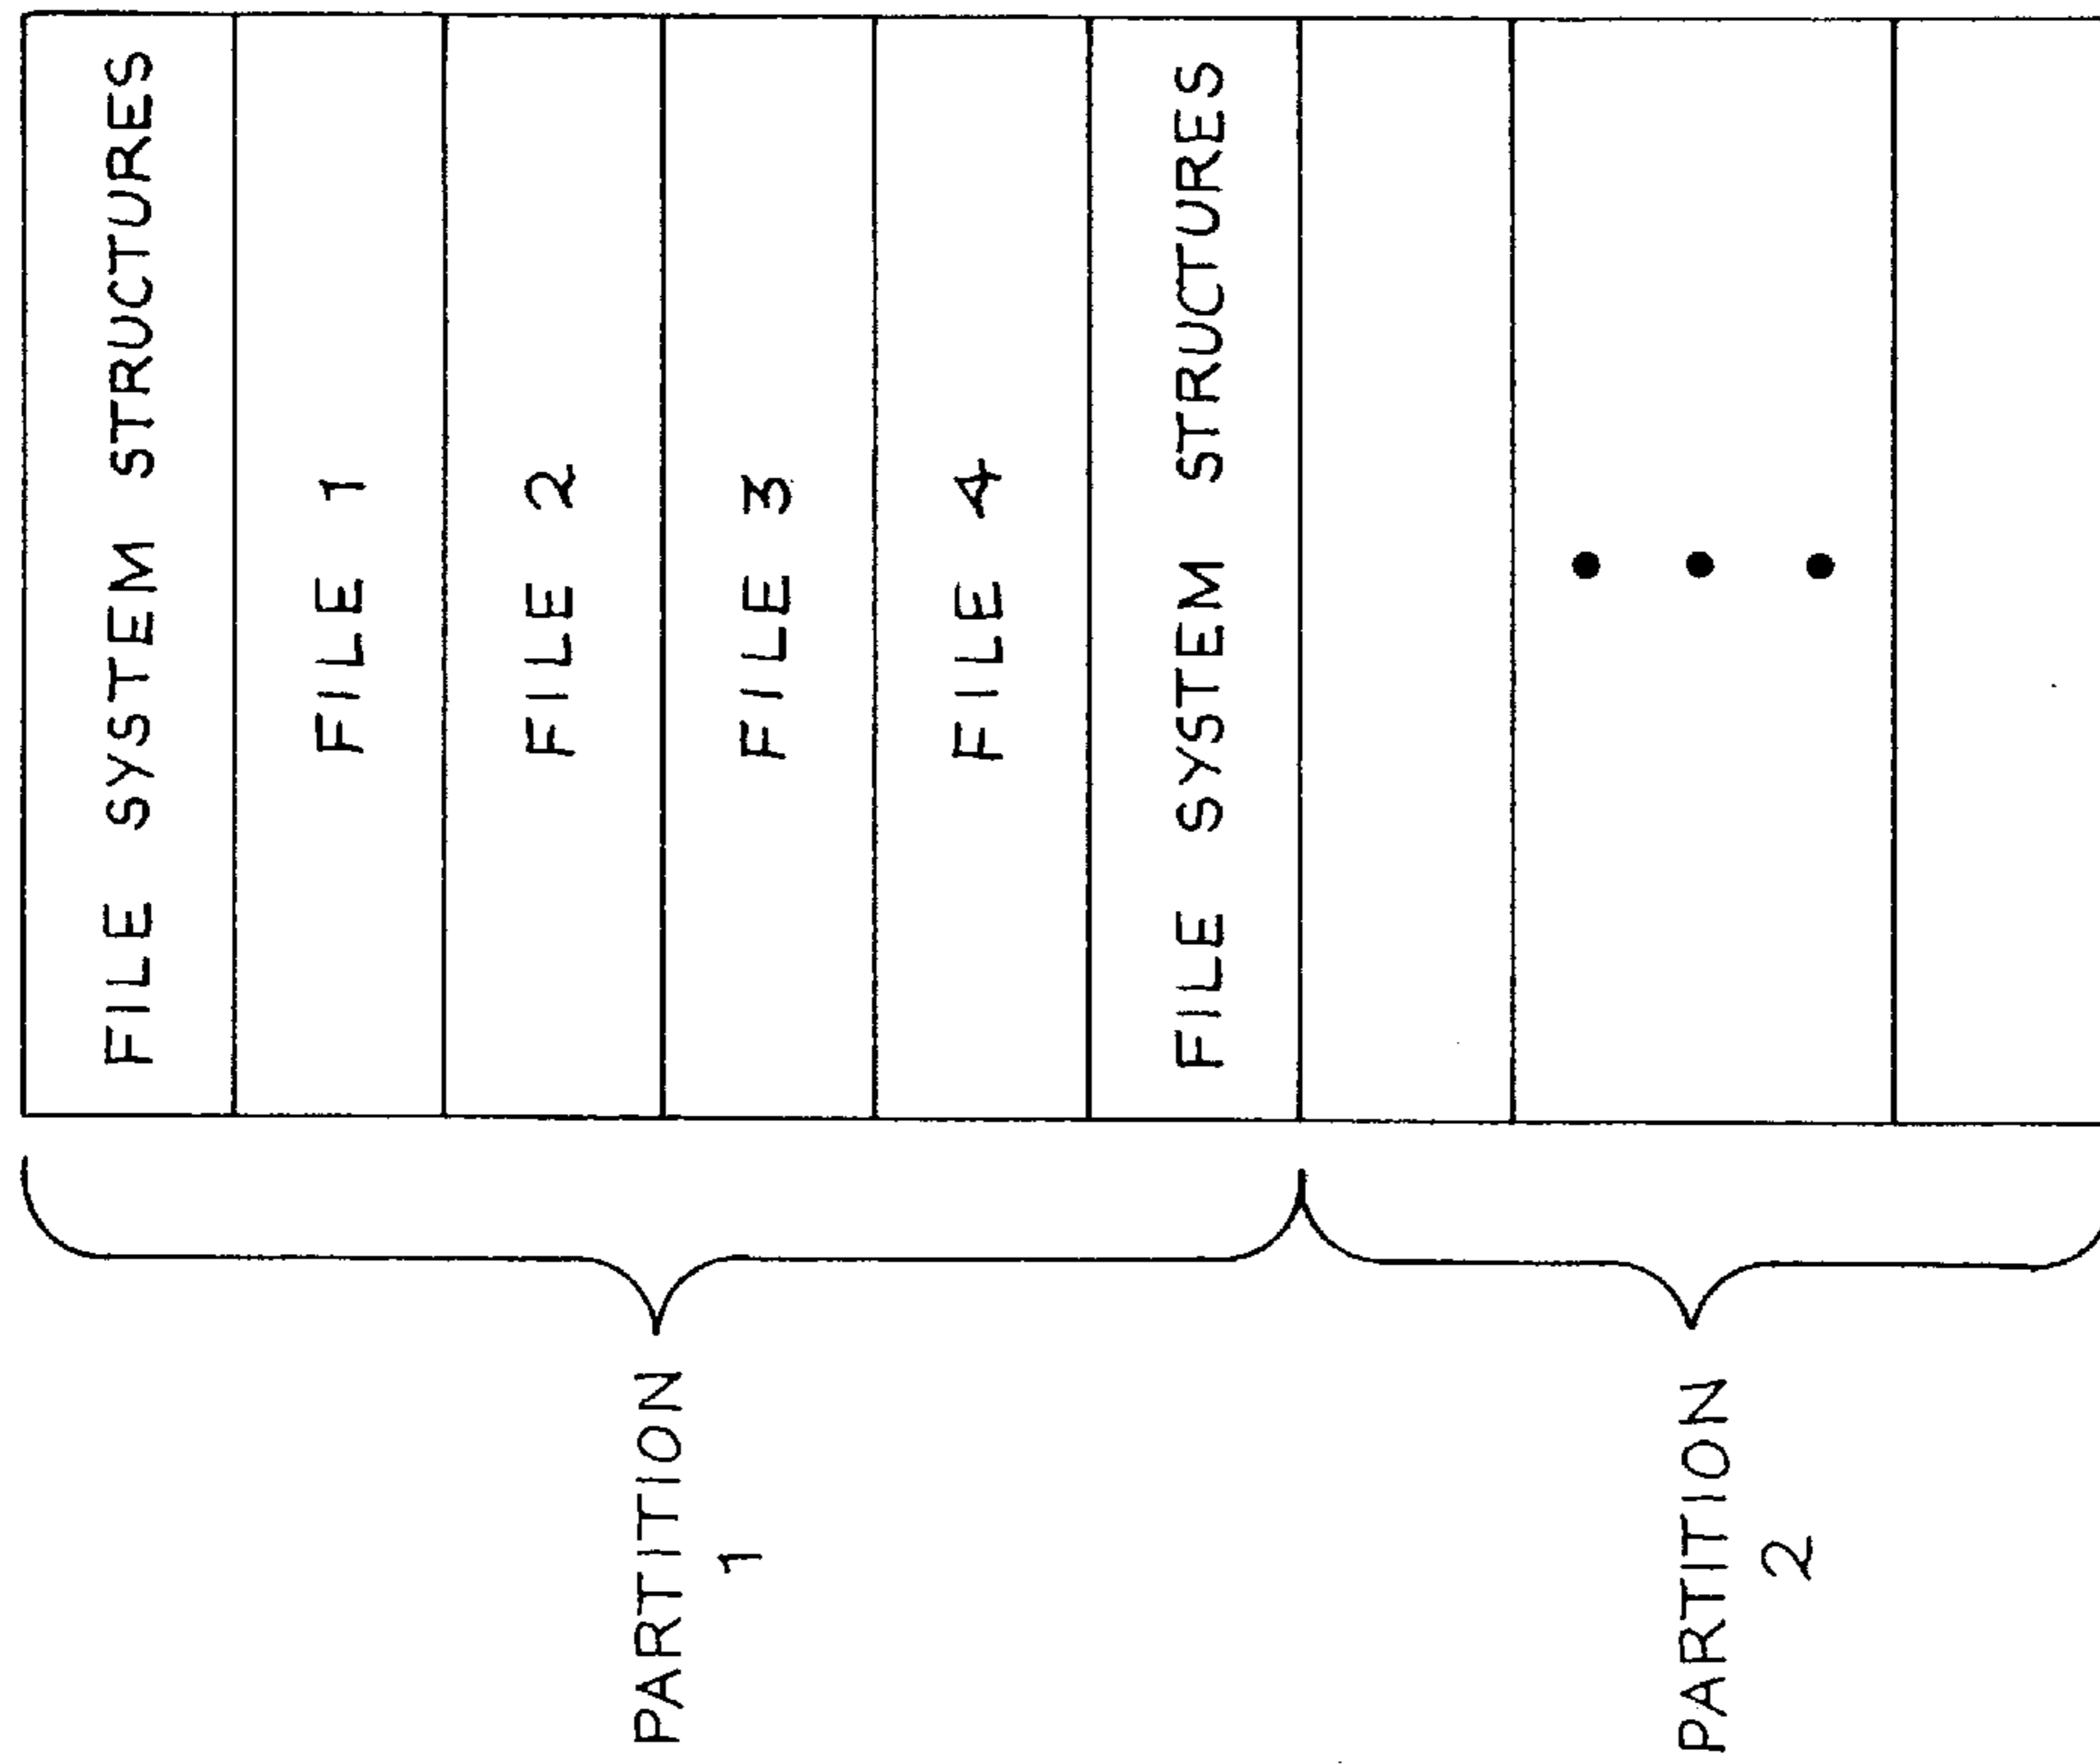 FILE SYSTEM STRUCTURES
FILE 1
FILE 2
FILE 3
FILE 4
FILE SYSTEM STRUCTURES
PARTITION
1
PARTITION
2